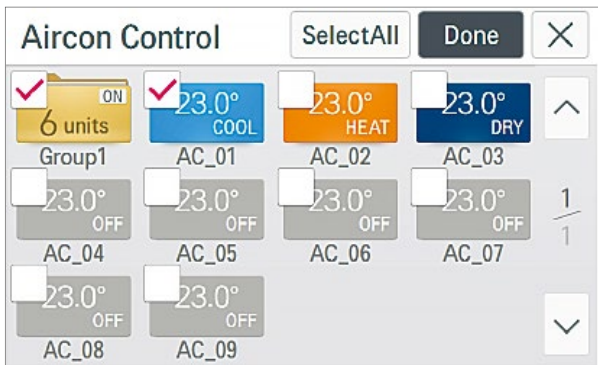 Aircon Control SelectAll Done
ON
6 units
23.0°
COOL
23.0°
HEAT
23.0°
DRY
Group1 AC_01 AC_02 AC_03
23.0°
OFF
23.0°
OFF
23.0°
OFF
23.0°
OFF
AC_04 AC_05 AC_06 AC_07
1
1
23.0°
OFF
23.0°
OFF
AC_08 AC_09